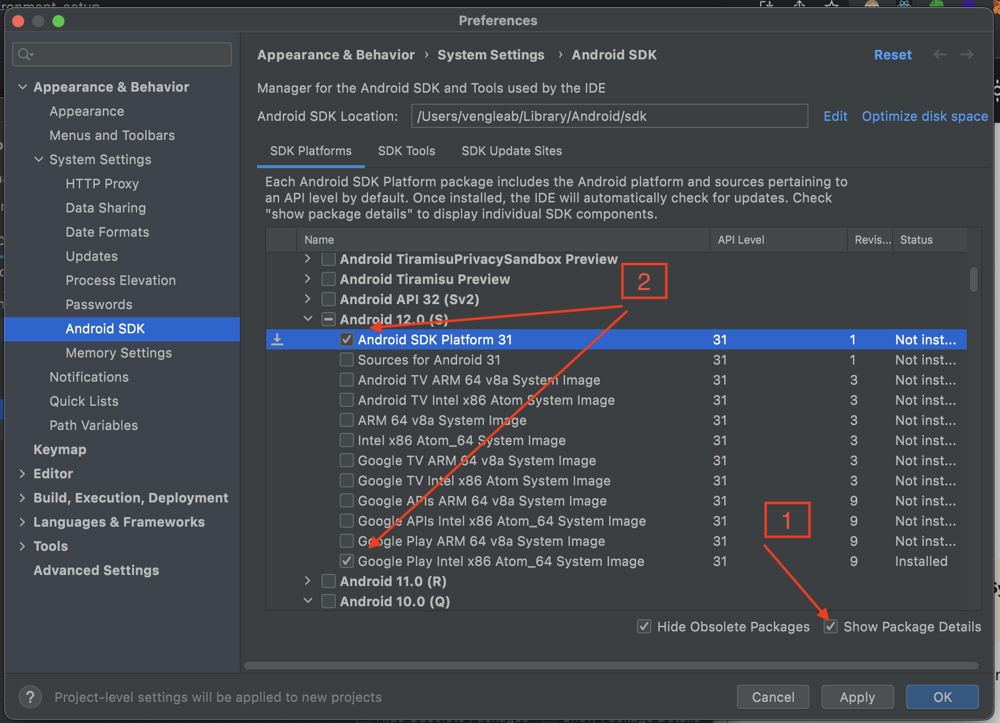 Preferences
Appearance & Behavior › System Settings › Android SDK
Reset
Manager for the Android SDK and Tools used by the IDE
Android SDK Location: /Users/vengleab/Library/Android/sdk Edit Optimize disk space
SDK Platforms SDK Tools SDK Update Sites
Each Android SDK Platform package includes the Android platform and sources pertaining to
an API level by default. Once installed, the IDE will automatically check for updates. Check
"show package details" to display individual SDK components.
Appearance & Behavior
Appearance
Menus and Toolbars
System Settings
HTTP Proxy
Data Sharing
Date Formats
Updates
Process Elevation
Passwords
Android SDK
Memory Settings
Notifications
Quick Lists
Path Variables
Keymap
Editor
Build, Execution, Deployment
Languages & Frameworks
Tools
Advanced Settings
Name API Level Revis... Status
Android TiramisuPrivacySandbox Preview
Android Tiramisu Preview
2
Android API 32 (Sv2)
Android 12.0 (S)
Android SDK Platform 31 31 1 Not inst...
Sources for Android 31 31 1 Not inst...
Android TV ARM 64 v8a System Image 31 3 Not inst...
Android TV Intel x86 Atom System Image 31 3 Not inst...
ARM 64 v8a System Image 31 3 Not inst...
Intel x86 Atom_64 System Image 31 3 Not inst...
Google TV ARM 64 v8a System Image 31 3 Not inst...
Google TV Intel x86 Atom System Image 31 3 Not inst...
Google APIs ARM 64 v8a System Image 31 9 Not inst...
Google APIs Intel x86 Atom_64 System Image 31 9 Not inst...
1
Google Play ARM 64 v8a System Image 31 9 Not inst...
Google Play Intel x86 Atom_64 System Image 31 9 Installed
Android 11.0 (R)
Android 10.0 (Q)
Hide Obsolete Packages Show Package Details
? Project-level settings will be applied to new projects
Cancel Apply OK